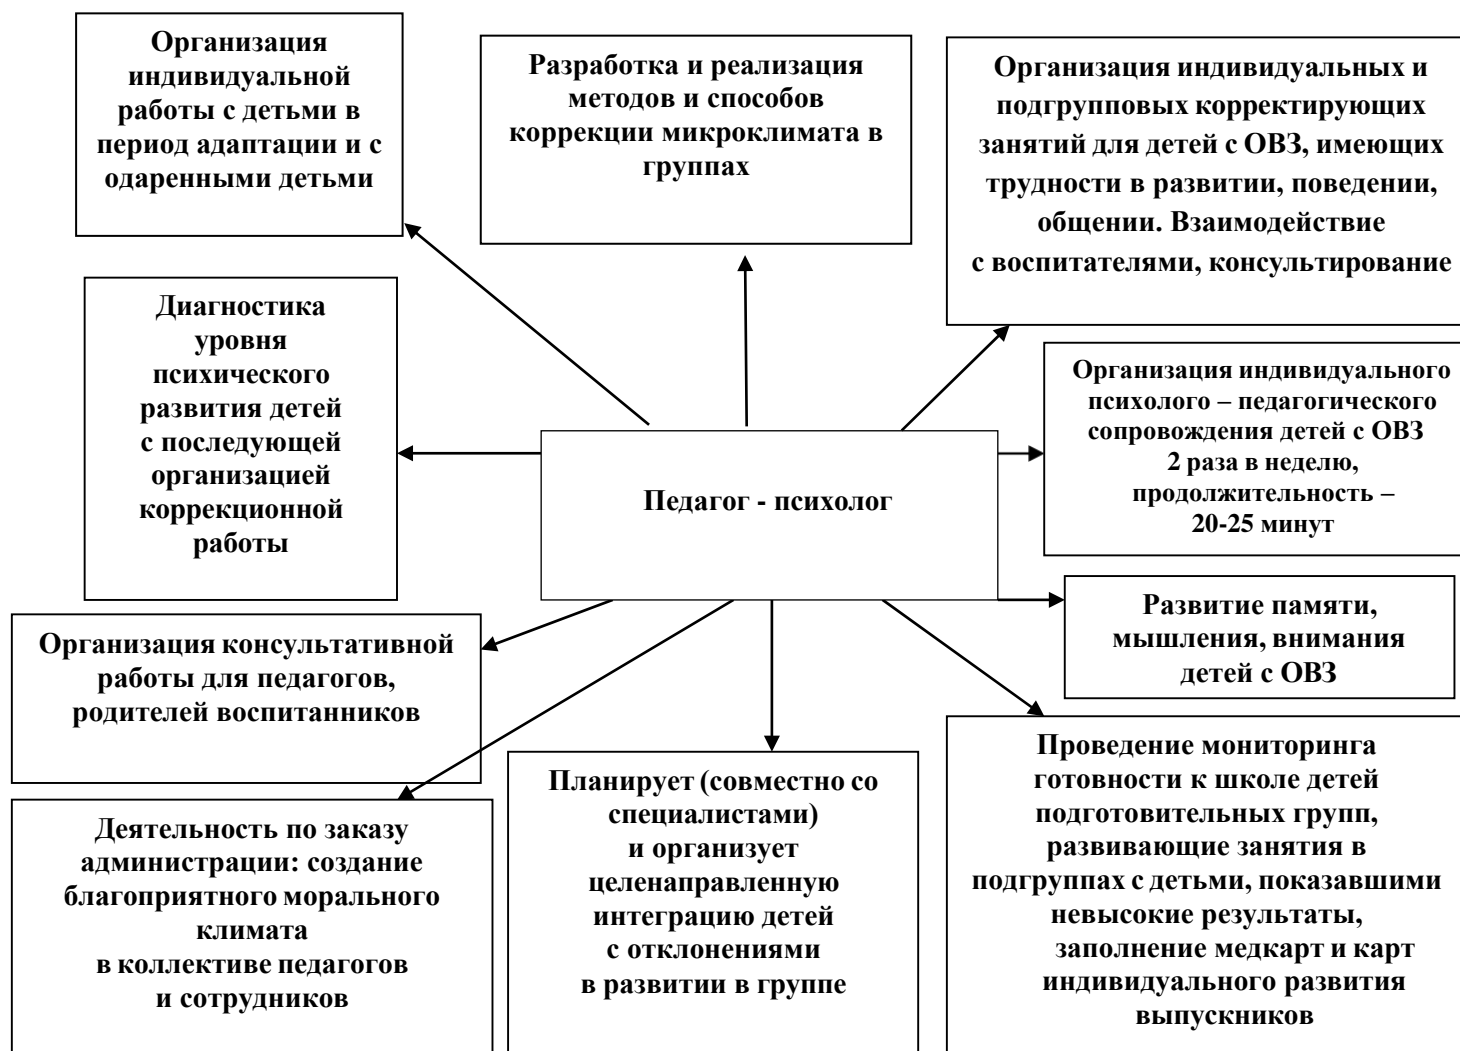 Организация
индивидуальной
работы с детьми в
период адаптации и с
одаренными детьми
Разработка и реализация
методов и способов
коррекции микроклимата в
группах
Организация индивидуальных и
подгрупповых корректирующих
занятий для детей с ОВЗ, имеющих
трудности в развитии, поведении,
общении. Взаимодействие
с воспитателями, консультирование
Диагностика
уровня
психического
развития детей
с последующей
организацией
коррекционной
работы
Педагог - психолог
Организация индивидуального
психолого – педагогического
сопровождения детей с ОВЗ
2 раза в неделю,
продолжительность –
20-25 минут
Развитие памяти,
мышления, внимания
детей с ОВЗ
Организация консультативной
работы для педагогов,
родителей воспитанников
Деятельность по заказу
администрации: создание
благоприятного морального
климата
в коллективе педагогов
и сотрудников
Планирует (совместно со
специалистами)
и организует
целенаправленную
интеграцию детей
с отклонениями
в развитии в группе
Проведение мониторинга
готовности к школе детей
подготовительных групп,
развивающие занятия в
подгруппах с детьми, показавшими
невысокие результаты,
заполнение медкарт и карт
индивидуального развития
выпускников